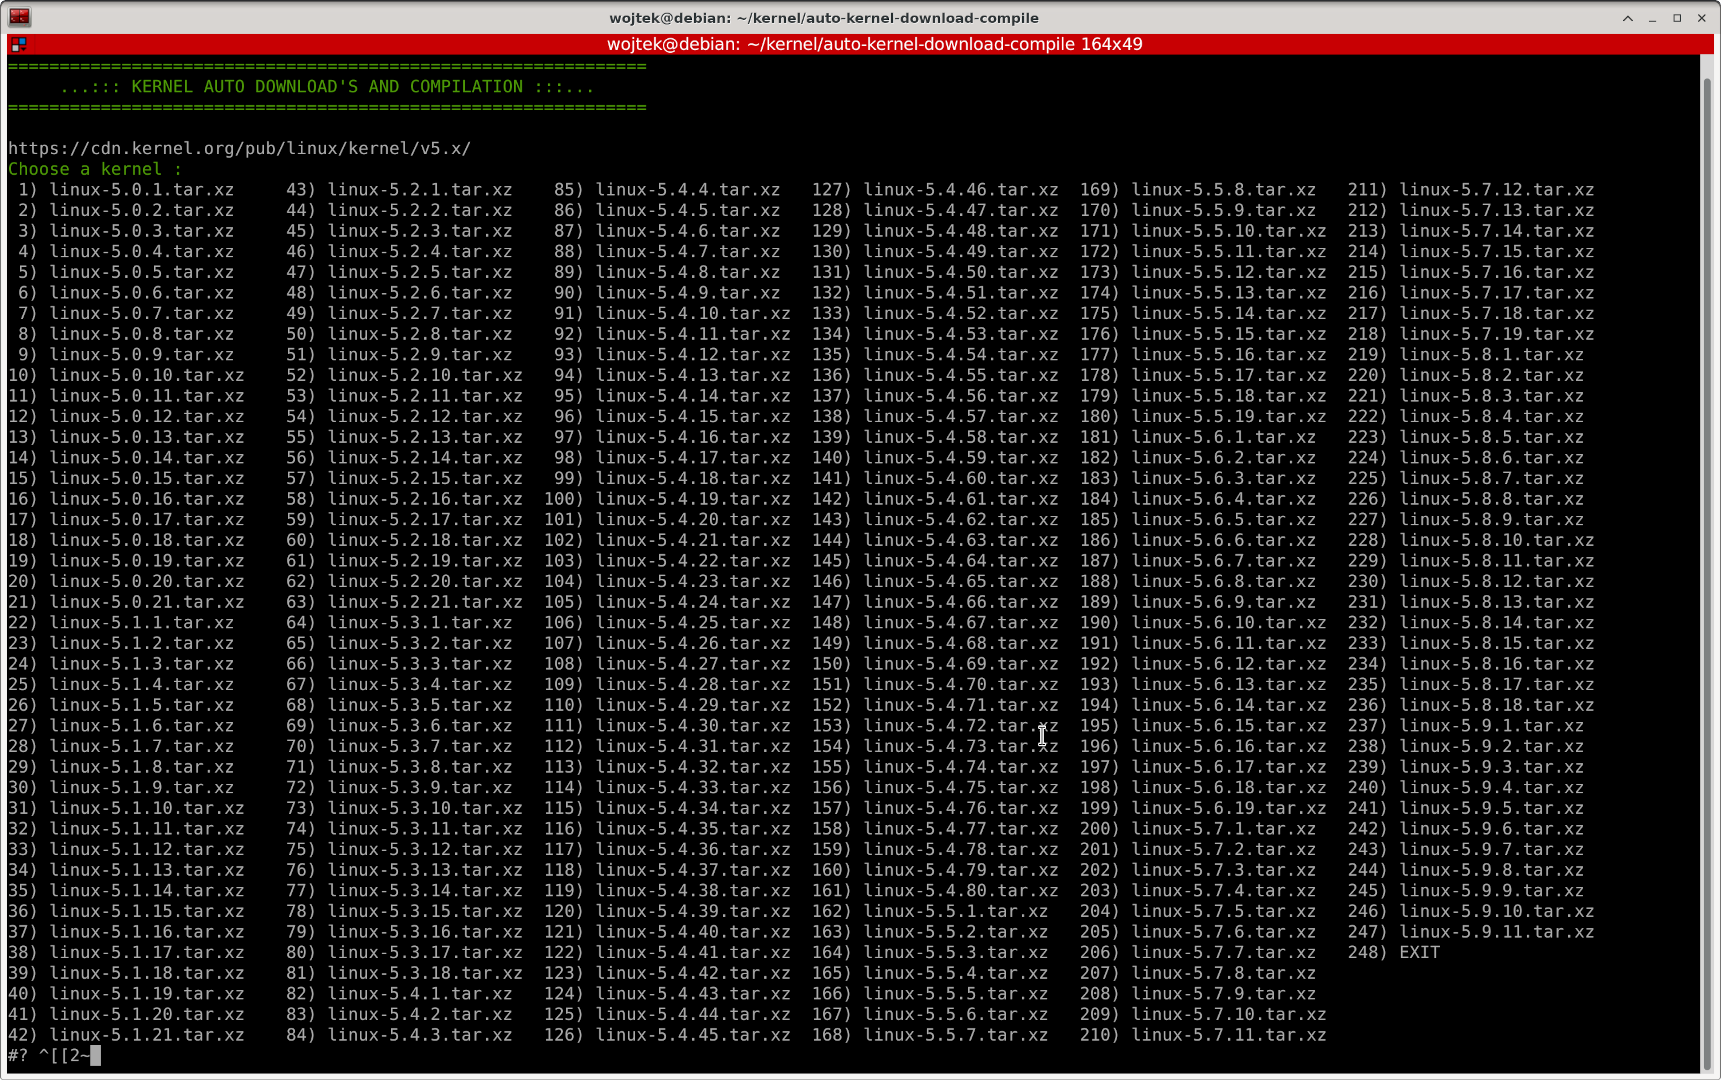 wojtek@debian: ~/kernel/auto-kernel-download-compile
wojtek@debian: ~/kernel/auto-kernel-download-compile 164x49
==============================================================
...::: KERNEL AUTO DOWNLOAD'S AND COMPILATION :::...
==============================================================
https://cdn.kernel.org/pub/linux/kernel/v5.x/
Choose a kernel :
1) linux-5.0.1.tar.xz 43) linux-5.2.1.tar.xz 85) linux-5.4.4.tar.xz 127) linux-5.4.46.tar.xz 169) linux-5.5.8.tar.xz 211) linux-5.7.12.tar.xz
2) linux-5.0.2.tar.xz 44) linux-5.2.2.tar.xz 86) linux-5.4.5.tar.xz 128) linux-5.4.47.tar.xz 170) linux-5.5.9.tar.xz 212) linux-5.7.13.tar.xz
3) linux-5.0.3.tar.xz 45) linux-5.2.3.tar.xz 87) linux-5.4.6.tar.xz 129) linux-5.4.48.tar.xz 171) linux-5.5.10.tar.xz 213) linux-5.7.14.tar.xz
4) linux-5.0.4.tar.xz 46) linux-5.2.4.tar.xz 88) linux-5.4.7.tar.xz 130) linux-5.4.49.tar.xz 172) linux-5.5.11.tar.xz 214) linux-5.7.15.tar.xz
5) linux-5.0.5.tar.xz 47) linux-5.2.5.tar.xz 89) linux-5.4.8.tar.xz 131) linux-5.4.50.tar.xz 173) linux-5.5.12.tar.xz 215) linux-5.7.16.tar.xz
6) linux-5.0.6.tar.xz 48) linux-5.2.6.tar.xz 90) linux-5.4.9.tar.xz 132) linux-5.4.51.tar.xz 174) linux-5.5.13.tar.xz 216) linux-5.7.17.tar.xz
7) linux-5.0.7.tar.xz 49) linux-5.2.7.tar.xz 91) linux-5.4.10.tar.xz 133) linux-5.4.52.tar.xz 175) linux-5.5.14.tar.xz 217) linux-5.7.18.tar.xz
8) linux-5.0.8.tar.xz 50) linux-5.2.8.tar.xz 92) linux-5.4.11.tar.xz 134) linux-5.4.53.tar.xz 176) linux-5.5.15.tar.xz 218) linux-5.7.19.tar.xz
9) linux-5.0.9.tar.xz 51) linux-5.2.9.tar.xz 93) linux-5.4.12.tar.xz 135) linux-5.4.54.tar.xz 177) linux-5.5.16.tar.xz 219) linux-5.8.1.tar.xz
10) linux-5.0.10.tar.xz 52) linux-5.2.10.tar.xz 94) linux-5.4.13.tar.xz 136) linux-5.4.55.tar.xz 178) linux-5.5.17.tar.xz 220) linux-5.8.2.tar.xz
11) linux-5.0.11.tar.xz 53) linux-5.2.11.tar.xz 95) linux-5.4.14.tar.xz 137) linux-5.4.56.tar.xz 179) linux-5.5.18.tar.xz 221) linux-5.8.3.tar.xz
12) linux-5.0.12.tar.xz 54) linux-5.2.12.tar.xz 96) linux-5.4.15.tar.xz 138) linux-5.4.57.tar.xz 180) linux-5.5.19.tar.xz 222) linux-5.8.4.tar.xz
13) linux-5.0.13.tar.xz 55) linux-5.2.13.tar.xz 97) linux-5.4.16.tar.xz 139) linux-5.4.58.tar.xz 181) linux-5.6.1.tar.xz 223) linux-5.8.5.tar.xz
14) linux-5.0.14.tar.xz 56) linux-5.2.14.tar.xz 98) linux-5.4.17.tar.xz 140) linux-5.4.59.tar.xz 182) linux-5.6.2.tar.xz 224) linux-5.8.6.tar.xz
15) linux-5.0.15.tar.xz 57) linux-5.2.15.tar.xz 99) linux-5.4.18.tar.xz 141) linux-5.4.60.tar.xz 183) linux-5.6.3.tar.xz 225) linux-5.8.7.tar.xz
16) linux-5.0.16.tar.xz 58) linux-5.2.16.tar.xz 100) linux-5.4.19.tar.xz 142) linux-5.4.61.tar.xz 184) linux-5.6.4.tar.xz 226) linux-5.8.8.tar.xz
17) linux-5.0.17.tar.xz 59) linux-5.2.17.tar.xz 101) linux-5.4.20.tar.xz 143) linux-5.4.62.tar.xz 185) linux-5.6.5.tar.xz 227) linux-5.8.9.tar.xz
18) linux-5.0.18.tar.xz 60) linux-5.2.18.tar.xz 102) linux-5.4.21.tar.xz 144) linux-5.4.63.tar.xz 186) linux-5.6.6.tar.xz 228) linux-5.8.10.tar.xz
19) linux-5.0.19.tar.xz 61) linux-5.2.19.tar.xz 103) linux-5.4.22.tar.xz 145) linux-5.4.64.tar.xz 187) linux-5.6.7.tar.xz 229) linux-5.8.11.tar.xz
20) linux-5.0.20.tar.xz 62) linux-5.2.20.tar.xz 104) linux-5.4.23.tar.xz 146) linux-5.4.65.tar.xz 188) linux-5.6.8.tar.xz 230) linux-5.8.12.tar.xz
21) linux-5.0.21.tar.xz 63) linux-5.2.21.tar.xz 105) linux-5.4.24.tar.xz 147) linux-5.4.66.tar.xz 189) linux-5.6.9.tar.xz 231) linux-5.8.13.tar.xz
22) linux-5.1.1.tar.xz 64) linux-5.3.1.tar.xz 106) linux-5.4.25.tar.xz 148) linux-5.4.67.tar.xz 190) linux-5.6.10.tar.xz 232) linux-5.8.14.tar.xz
23) linux-5.1.2.tar.xz 65) linux-5.3.2.tar.xz 107) linux-5.4.26.tar.xz 149) linux-5.4.68.tar.xz 191) linux-5.6.11.tar.xz 233) linux-5.8.15.tar.xz
24) linux-5.1.3.tar.xz 66) linux-5.3.3.tar.xz 108) linux-5.4.27.tar.xz 150) linux-5.4.69.tar.xz 192) linux-5.6.12.tar.xz 234) linux-5.8.16.tar.xz
25) linux-5.1.4.tar.xz 67) linux-5.3.4.tar.xz 109) linux-5.4.28.tar.xz 151) linux-5.4.70.tar.xz 193) linux-5.6.13.tar.xz 235) linux-5.8.17.tar.xz
26) linux-5.1.5.tar.xz 68) linux-5.3.5.tar.xz 110) linux-5.4.29.tar.xz 152) linux-5.4.71.tar.xz 194) linux-5.6.14.tar.xz 236) linux-5.8.18.tar.xz
27) linux-5.1.6.tar.xz 69) linux-5.3.6.tar.xz 111) linux-5.4.30.tar.xz 153) linux-5.4.72.tar.xz 195) linux-5.6.15.tar.xz 237) linux-5.9.1.tar.xz
28) linux-5.1.7.tar.xz 70) linux-5.3.7.tar.xz 112) linux-5.4.31.tar.xz 154) linux-5.4.73.tar.xz 196) linux-5.6.16.tar.xz 238) linux-5.9.2.tar.xz
29) linux-5.1.8.tar.xz 71) linux-5.3.8.tar.xz 113) linux-5.4.32.tar.xz 155) linux-5.4.74.tar.xz 197) linux-5.6.17.tar.xz 239) linux-5.9.3.tar.xz
30) linux-5.1.9.tar.xz 72) linux-5.3.9.tar.xz 114) linux-5.4.33.tar.xz 156) linux-5.4.75.tar.xz 198) linux-5.6.18.tar.xz 240) linux-5.9.4.tar.xz
31) linux-5.1.10.tar.xz 73) linux-5.3.10.tar.xz 115) linux-5.4.34.tar.xz 157) linux-5.4.76.tar.xz 199) linux-5.6.19.tar.xz 241) linux-5.9.5.tar.xz
32) linux-5.1.11.tar.xz 74) linux-5.3.11.tar.xz 116) linux-5.4.35.tar.xz 158) linux-5.4.77.tar.xz 200) linux-5.7.1.tar.xz 242) linux-5.9.6.tar.xz
33) linux-5.1.12.tar.xz 75) linux-5.3.12.tar.xz 117) linux-5.4.36.tar.xz 159) linux-5.4.78.tar.xz 201) linux-5.7.2.tar.xz 243) linux-5.9.7.tar.xz
34) linux-5.1.13.tar.xz 76) linux-5.3.13.tar.xz 118) linux-5.4.37.tar.xz 160) linux-5.4.79.tar.xz 202) linux-5.7.3.tar.xz 244) linux-5.9.8.tar.xz
35) linux-5.1.14.tar.xz 77) linux-5.3.14.tar.xz 119) linux-5.4.38.tar.xz 161) linux-5.4.80.tar.xz 203) linux-5.7.4.tar.xz 245) linux-5.9.9.tar.xz
36) linux-5.1.15.tar.xz 78) linux-5.3.15.tar.xz 120) linux-5.4.39.tar.xz 162) linux-5.5.1.tar.xz 204) linux-5.7.5.tar.xz 246) linux-5.9.10.tar.xz
37) linux-5.1.16.tar.xz 79) linux-5.3.16.tar.xz 121) linux-5.4.40.tar.xz 163) linux-5.5.2.tar.xz 205) linux-5.7.6.tar.xz 247) linux-5.9.11.tar.xz
38) linux-5.1.17.tar.xz 80) linux-5.3.17.tar.xz 122) linux-5.4.41.tar.xz 164) linux-5.5.3.tar.xz 206) linux-5.7.7.tar.xz 248) EXIT
39) linux-5.1.18.tar.xz 81) linux-5.3.18.tar.xz 123) linux-5.4.42.tar.xz 165) linux-5.5.4.tar.xz 207) linux-5.7.8.tar.xz
40) linux-5.1.19.tar.xz 82) linux-5.4.1.tar.xz 124) linux-5.4.43.tar.xz 166) linux-5.5.5.tar.xz 208) linux-5.7.9.tar.xz
41) linux-5.1.20.tar.xz 83) linux-5.4.2.tar.xz 125) linux-5.4.44.tar.xz 167) linux-5.5.6.tar.xz 209) linux-5.7.10.tar.xz
42) linux-5.1.21.tar.xz 84) linux-5.4.3.tar.xz 126) linux-5.4.45.tar.xz 168) linux-5.5.7.tar.xz 210) linux-5.7.11.tar.xz
#? ^[[2~